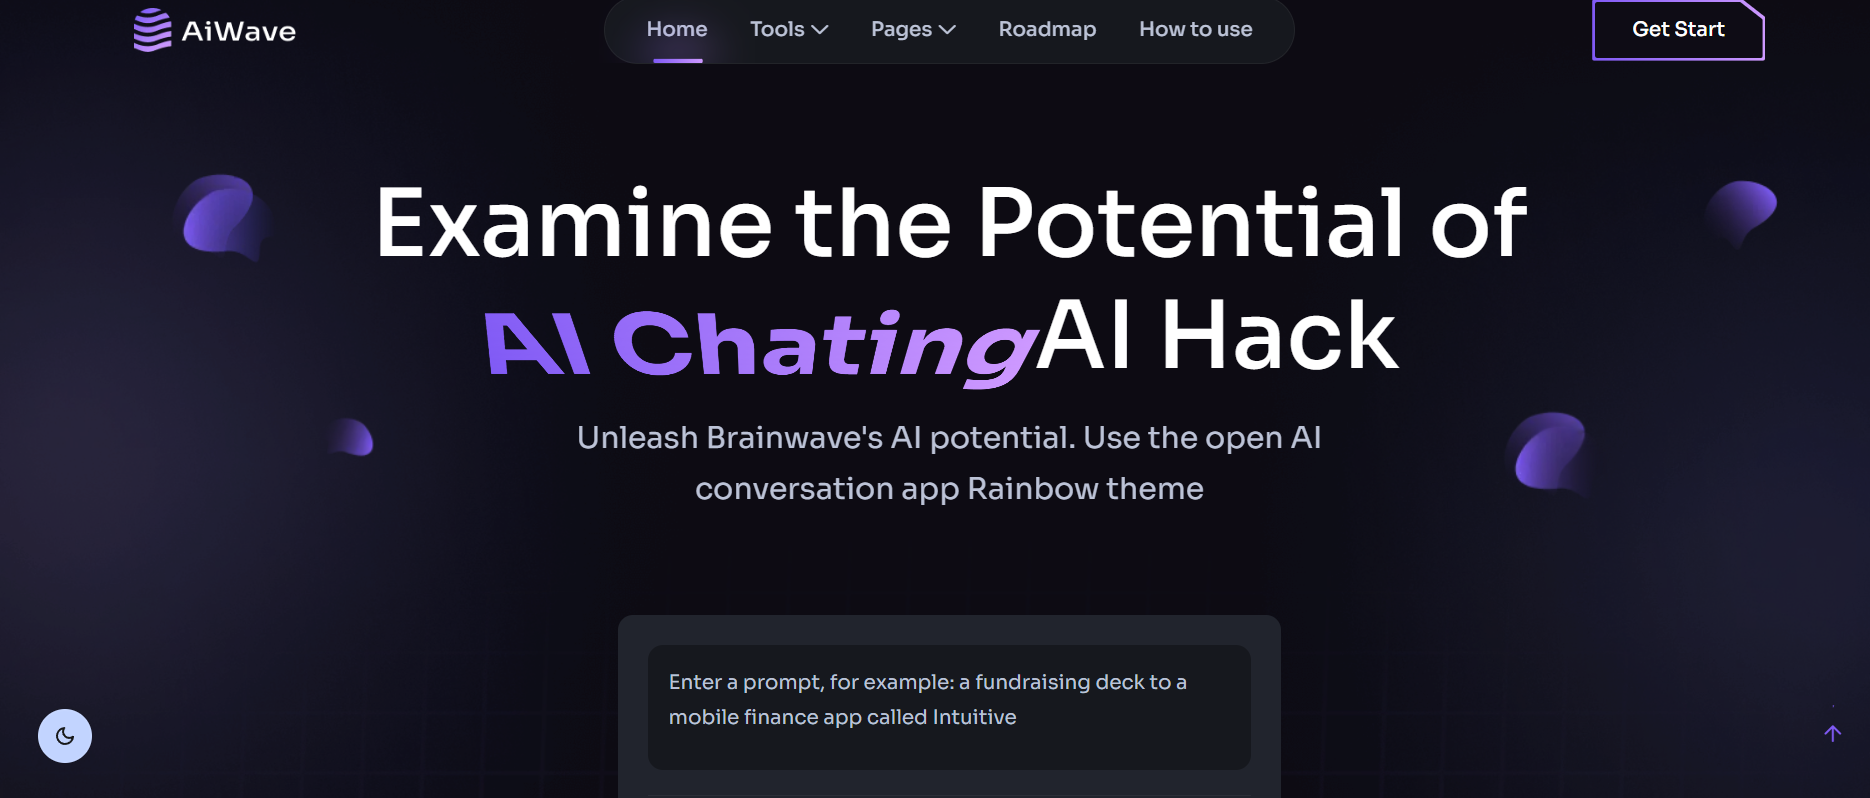 AiWave
Home Tools Pages Roadmap How to use
Get Start
Examine the Potential of
AI Chating AI Hack
Unleash Brainwave's AI potential. Use the open AI
conversation app Rainbow theme
Enter a prompt, for example: a fundraising deck to a
mobile finance app called Intuitive